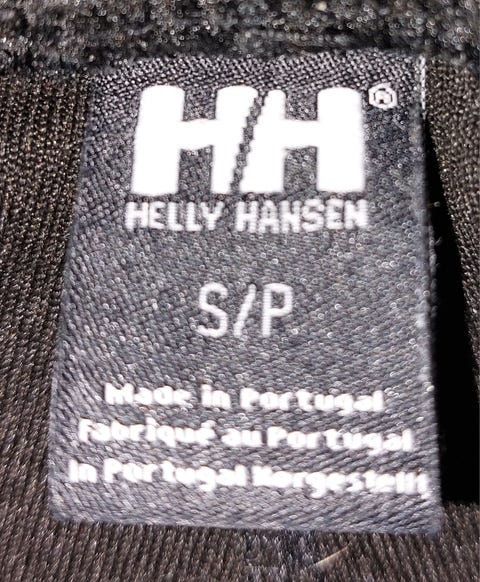 HH®
HELLY HANSEN
S/P
Made in Portugal
Fabriqué au Portugal
In Portugal Hergestellt